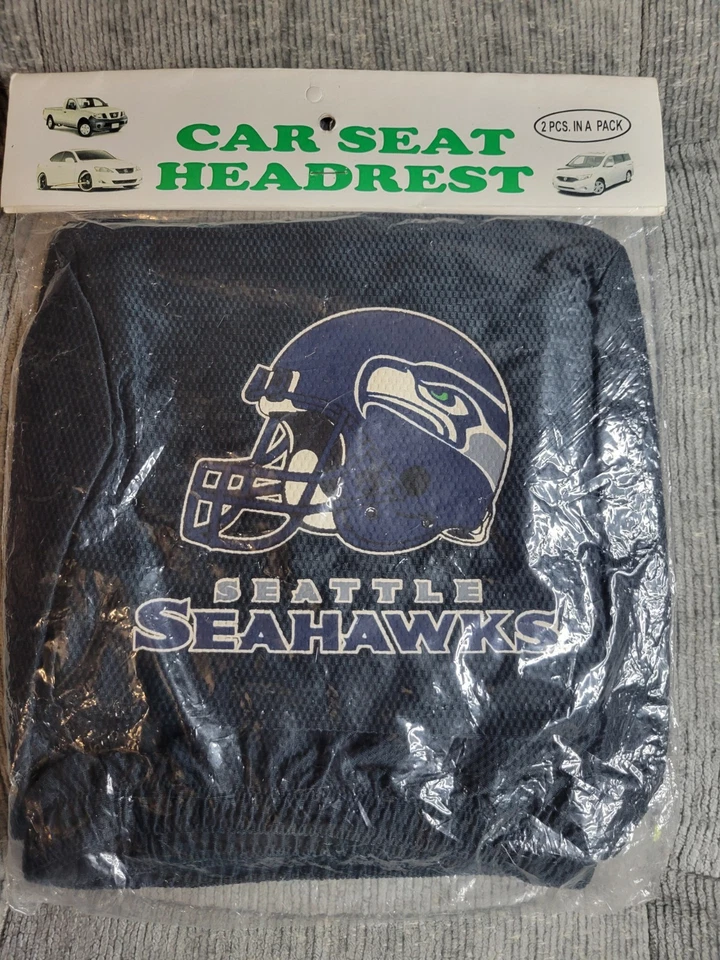 CAR SEAT
HEADREST
2 PCS. IN A PACK
SEATTLE
SEAHAWKS